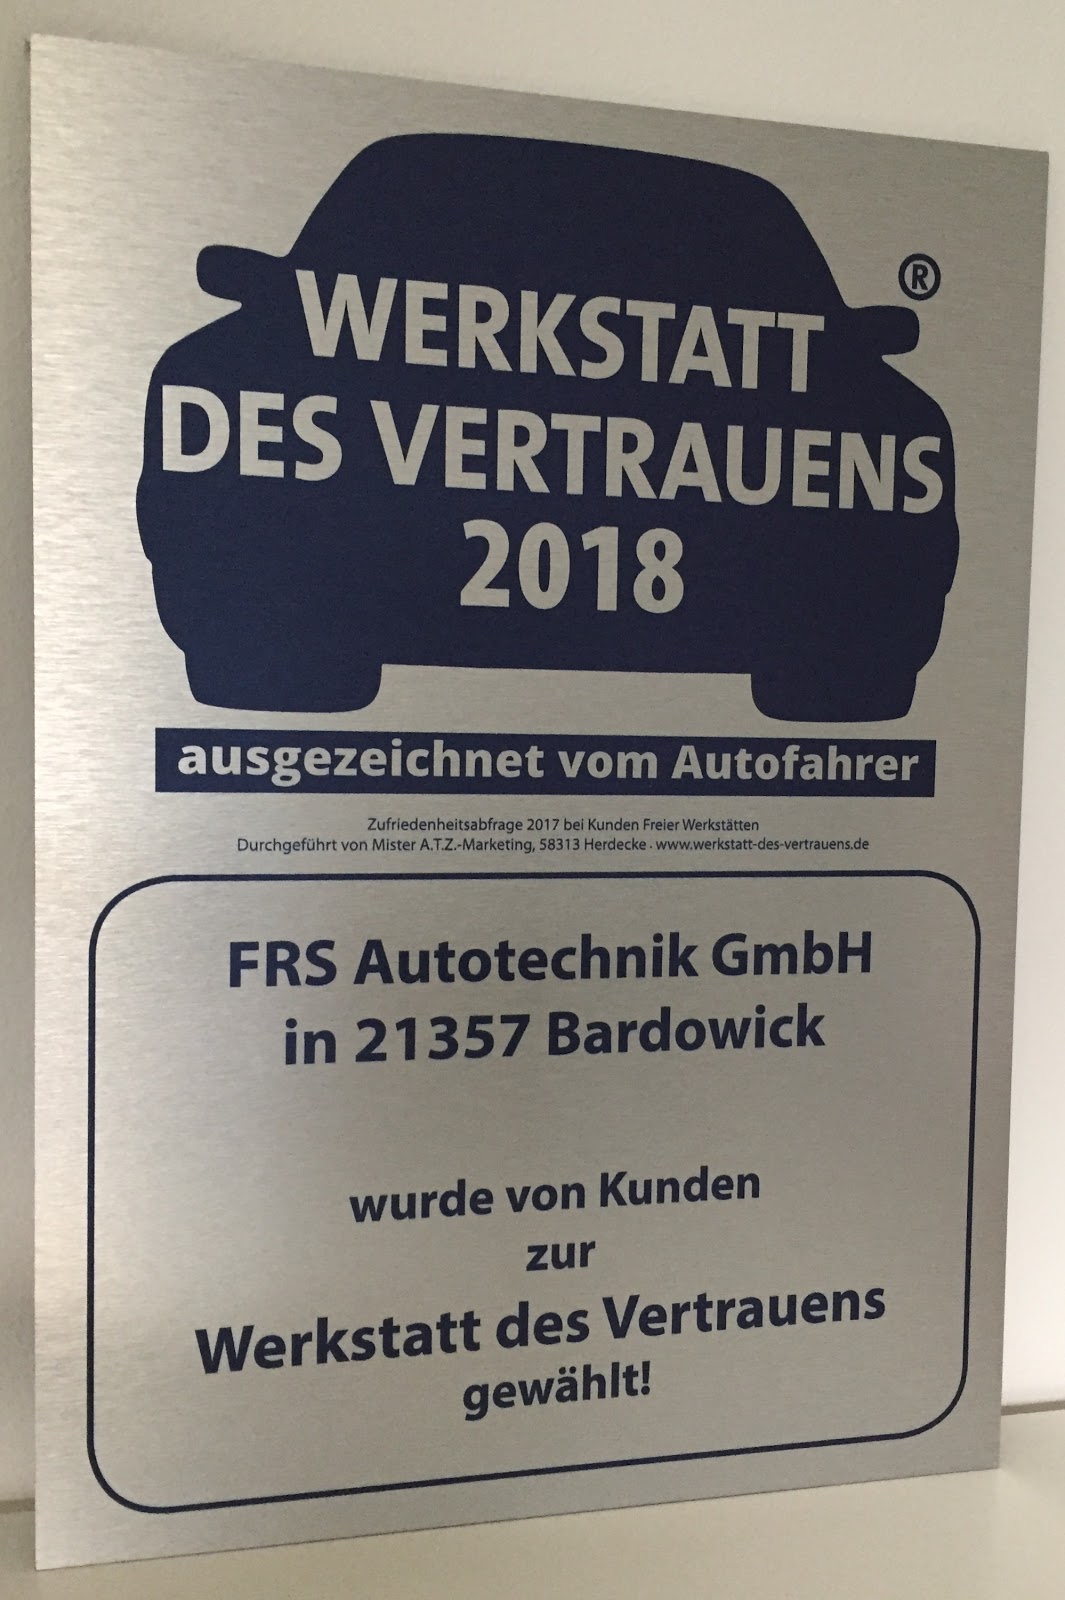 WERKSTATT
®
DES VERTRAUENS
2018
ausgezeichnet vom Autofahrer
Zufriedenheitsabfrage 2017 bei Kunden Freier Werkstätten
Durchgeführt von Mister A.T.Z.-Marketing, 58313 Herdecke · www.werkstatt-des-vertrauens.de
FRS Autotechnik GmbH
in 21357 Bardowick
wurde von Kunden
zur
Werkstatt des Vertrauens
gewählt!